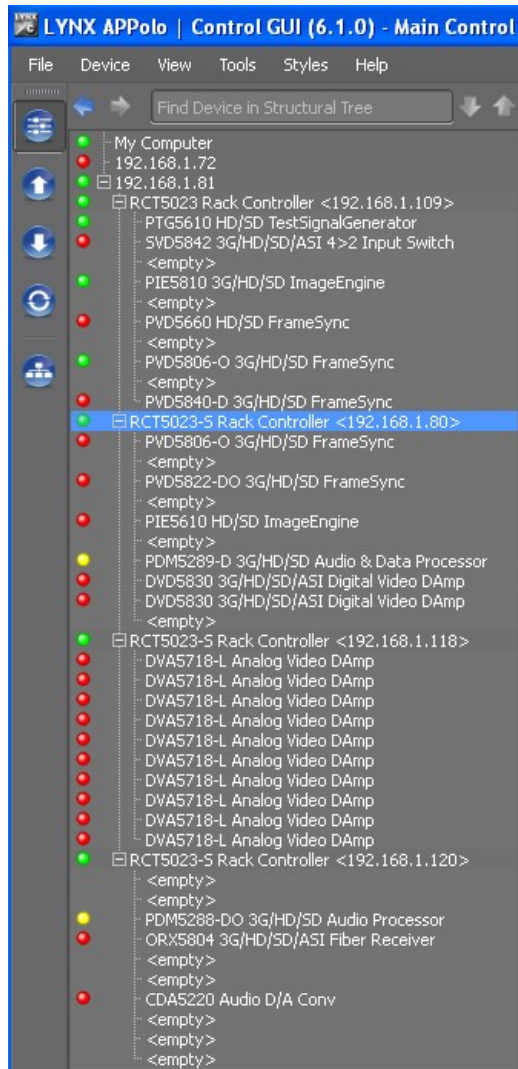 LYNX APPolo | Control GUI (6.1.0) - Main Control
File Device View Tools Styles Help
Find Device in Structural Tree
My Computer
192.168.1.72
192.168.1.81
RCT5023 Rack Controller <192.168.1.109>
PTG5610 HD/SD TestSignalGenerator
SVD5842 3G/HD/SD/ASI 4>2 Input Switch
<empty>
PIE5810 3G/HD/SD ImageEngine
<empty>
PVD5660 HD/SD FrameSync
<empty>
PVD5806-O 3G/HD/SD FrameSync
<empty>
PVD5840-D 3G/HD/SD FrameSync
RCT5023-S Rack Controller <192.168.1.80>
PVD5806-O 3G/HD/SD FrameSync
<empty>
PVD5822-DO 3G/HD/SD FrameSync
<empty>
PIE5610 HD/SD ImageEngine
<empty>
PDM5289-D 3G/HD/SD Audio & Data Processor
DVD5830 3G/HD/SD/ASI Digital Video DAmp
DVD5830 3G/HD/SD/ASI Digital Video DAmp
<empty>
RCT5023-S Rack Controller <192.168.1.118>
DVA5718-L Analog Video DAmp
DVA5718-L Analog Video DAmp
DVA5718-L Analog Video DAmp
DVA5718-L Analog Video DAmp
DVA5718-L Analog Video DAmp
DVA5718-L Analog Video DAmp
DVA5718-L Analog Video DAmp
DVA5718-L Analog Video DAmp
DVA5718-L Analog Video DAmp
DVA5718-L Analog Video DAmp
RCT5023-S Rack Controller <192.168.1.120>
<empty>
<empty>
PDM5288-DO 3G/HD/SD Audio Processor
ORX5804 3G/HD/SD/ASI Fiber Receiver
<empty>
<empty>
CDA5220 Audio D/A Conv
<empty>
<empty>
<empty>